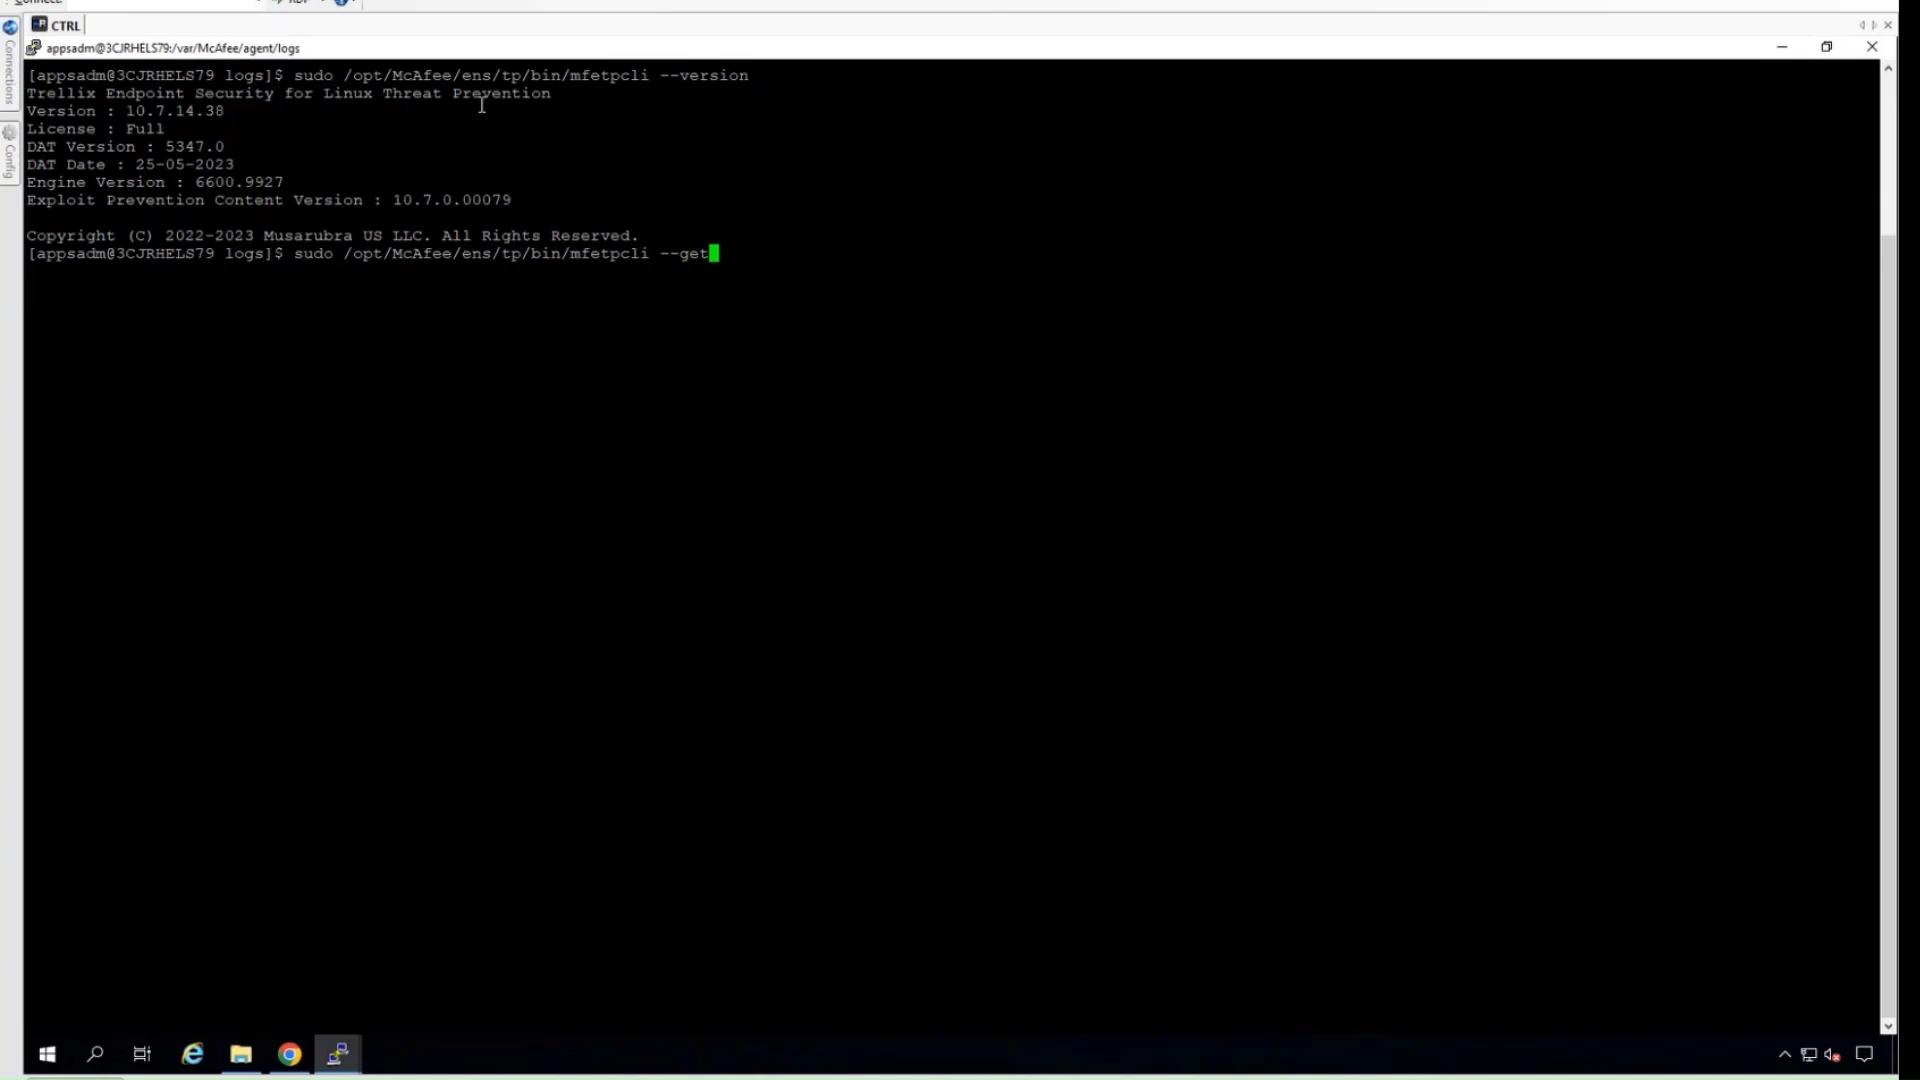 CTRL
appsadm@3CJRHELS79:/var/McAfee/agent/logs
Connections
Config
[appsadm@3CJRHELS79 logs]$ sudo /opt/McAfee/ens/tp/bin/mfetpcli --version
Trellix Endpoint Security for Linux Threat Prevention
Version : 10.7.14.38
License : Full
DAT Version : 5347.0
DAT Date : 25-05-2023
Engine Version : 6600.9927
Exploit Prevention Content Version : 10.7.0.00079
Copyright (C) 2022-2023 Musarubra US LLC. All Rights Reserved.
[appsadm@3CJRHELS79 logs]$ sudo /opt/McAfee/ens/tp/bin/mfetpcli --get